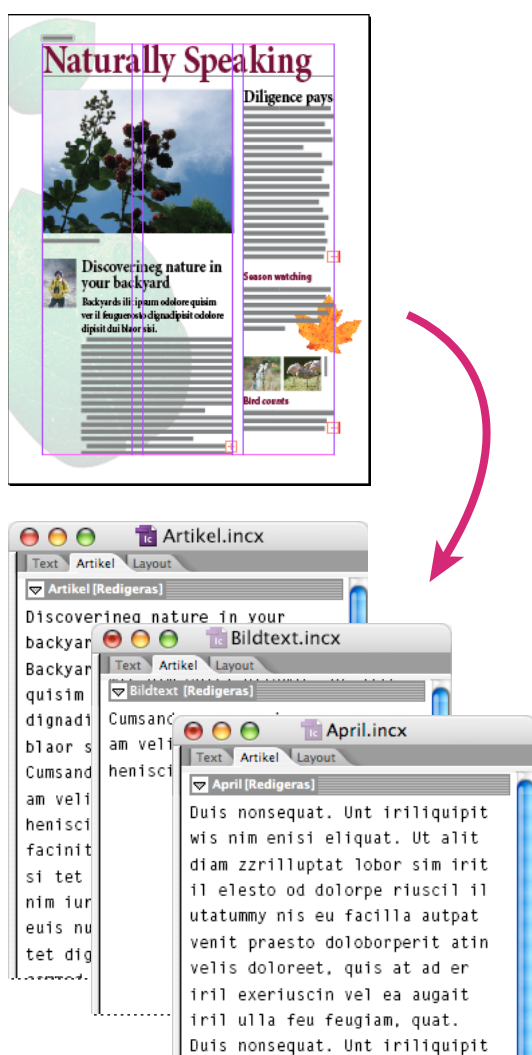 Naturally Speaking
Diligence pays
Discoverineg nature in
your backyard
Backyards ilit ipsum odolore quisim
ver il feuguerosto dignadipisit odolore
dipisit dui blaor sisi.
Season watching
Bird counts
Artikel.incx
Text Artikel Layout
Artikel [Redigeras]
Discoverineg nature in your
backyar
Backyar
quisim
dignadi
blaor s
Cumsand
am veli
henisci
facinit
si tet
nim iur
euis nu
tet dig
Bildtext.incx
Text Artikel Layout
Bildtext [Redigeras]
Cumsand
am veli
henisci
April.incx
Text Artikel Layout
April [Redigeras]
Duis nonsequat. Unt iriliquipit
wis nim enisi eliquat. Ut alit
diam zzrilluptat lobor sim irit
il elesto od dolorpe riuscil il
utatummy nis eu facilla autpat
venit praesto doloborperit atin
velis doloreet, quis at ad er
iril exeriuscin vel ea augait
iril ulla feu feugiam, quat.
Duis nonsequat. Unt iriliquipit